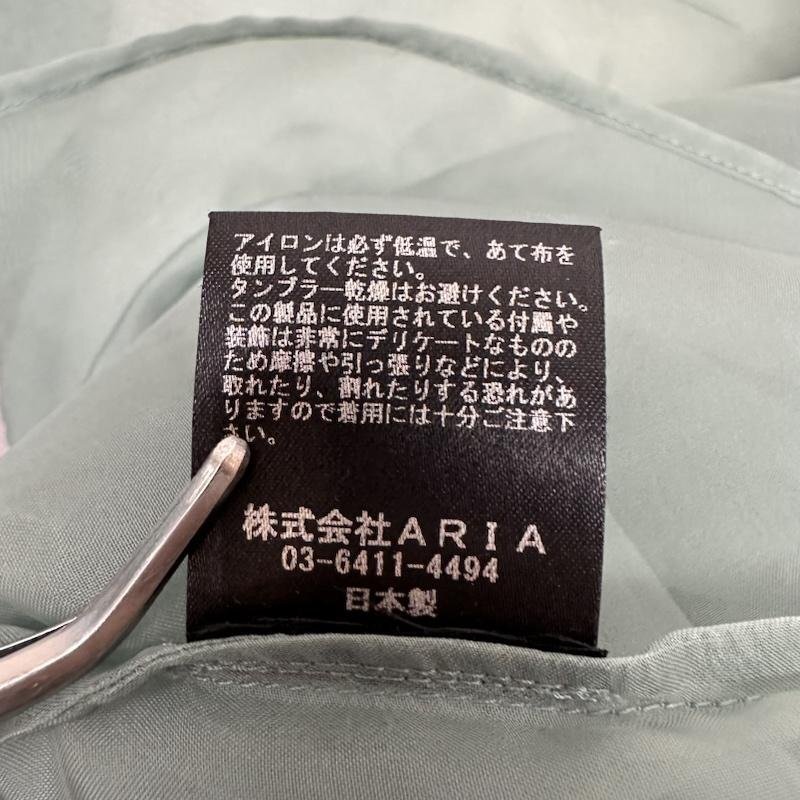 アイロンは必ず低温で、あて布を
使用してください。
タンブラー乾燥はお避けください。
この製品に使用されている付属や
装飾は非常にデリケートなものの
ため摩擦や引っ張りなどにより、
取れたり、割れたりする恐れがあ
りますので着用には十分ご注意下
さい。
株式会社ARIA
03-6411-4494
日本製